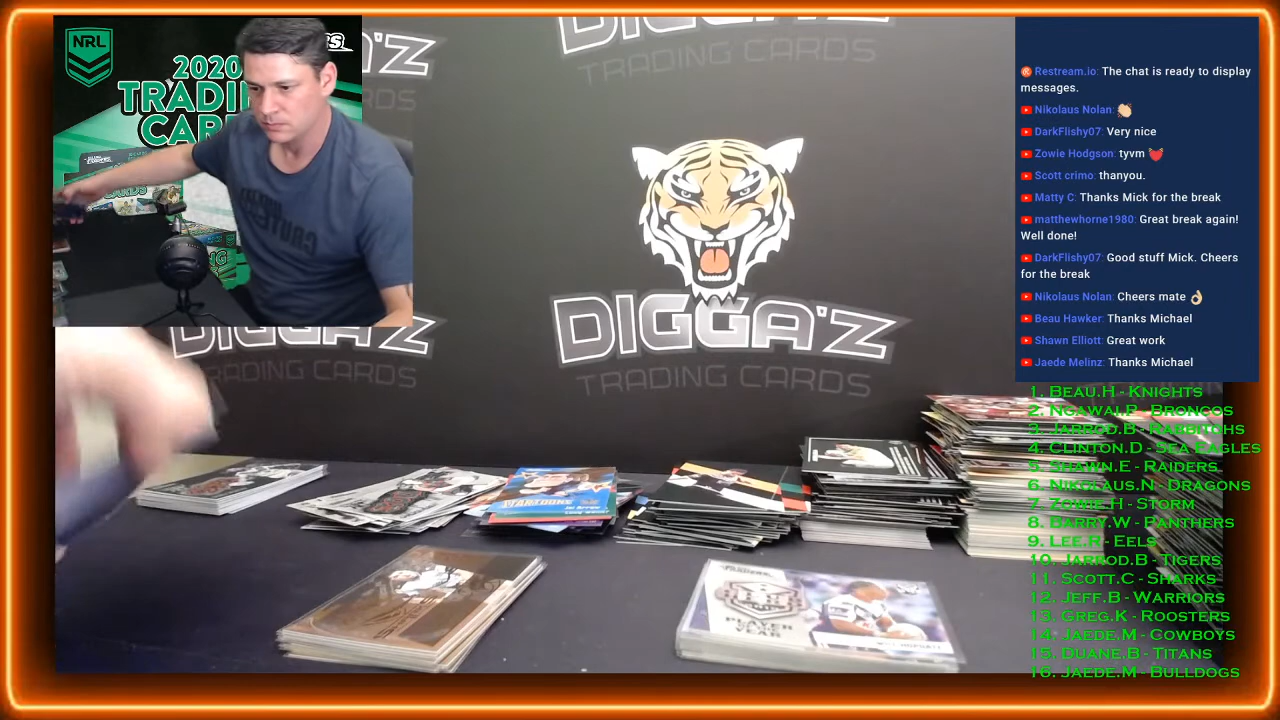 NRL
2020
TRADI
CAR
GA'Z
CARDS
DIGGA'Z
TRADING CARDS
DIGGA'Z
TRADING CARDS
PLAYER
YEAR
Restream.io: The chat is ready to display
messages.
Nikolaus Nolan: 👏🏼
DarkFlishy07: Very nice
Zowie Hodgson: tyvm 💓
Scott crimo: thanyou.
Matty C: Thanks Mick for the break
matthewhorne1980: Great break again!
Well done!
DarkFlishy07: Good stuff Mick. Cheers
for the break
Nikolaus Nolan: Cheers mate 👌🏼
Beau Hawker: Thanks Michael
Shawn Elliott: Great work
Jaede Melinz: Thanks Michael
1. Beau.H - Knights
2. Ngawai.P - Broncos
3. Jarrod.B - Rabbitohs
4. Clinton.D - Sea Eagles
5. Shawn.E - Raiders
6. Nikolaus.N - Dragons
7. Zowie.H - Storm
8. Barry.W - Panthers
9. Lee.R - Eels
10. Jarrod.B - Tigers
11. Scott.C - Sharks
12. Jeff.B - Warriors
13. Greg.K - Roosters
14. Jaede.M - Cowboys
15. Duane.B - Titans
16. Jaede.M - Bulldogs